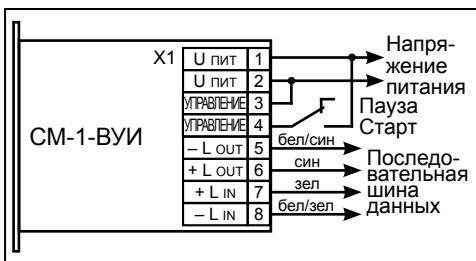 X1
U ПИТ 1
U ПИТ 2
УПРАВЛЕНИЕ 3
УПРАВЛЕНИЕ 4
– L OUT 5
+ L OUT 6
+ L IN 7
– L IN 8
СМ-1-ВУИ
Напря-
жение
питания
Пауза
Старт
бел/син
син
зел
бел/зел
Последо-
вательная
шина
данных